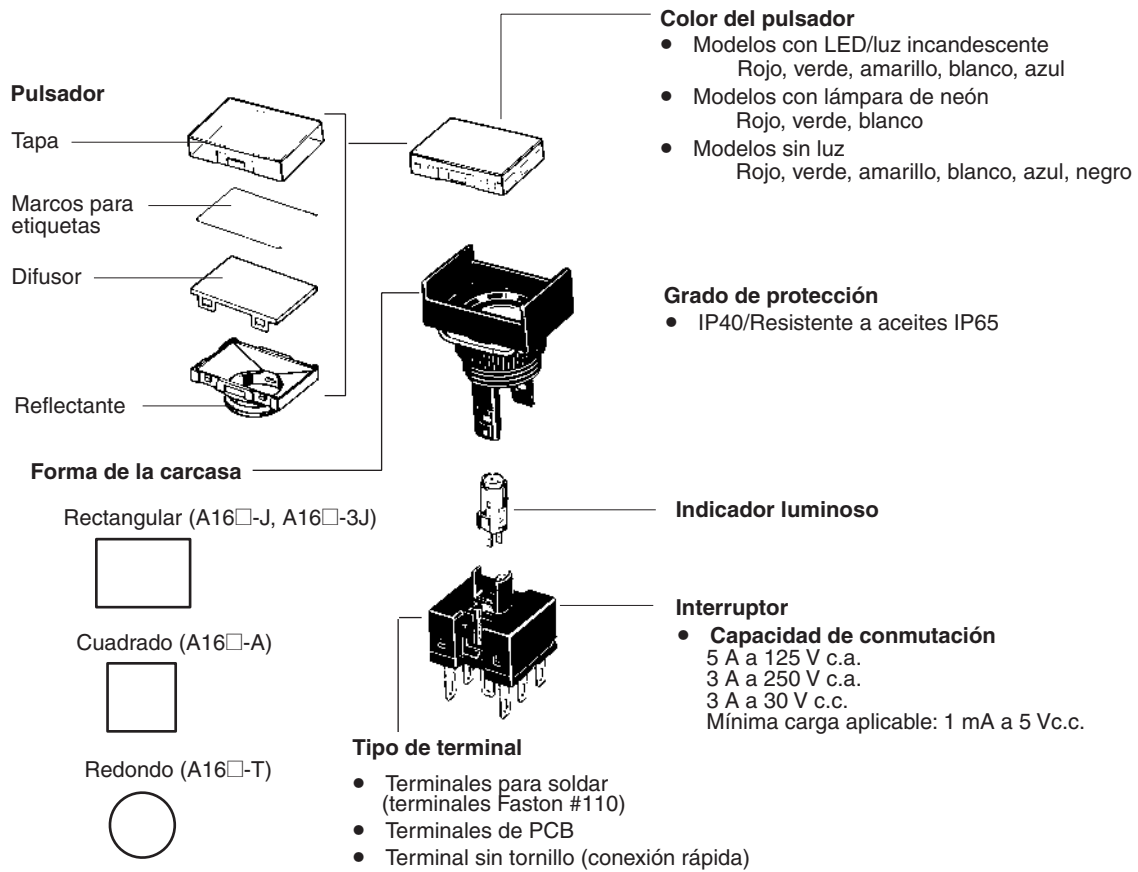 Color del pulsador
• Modelos con LED/luz incandescente
Rojo, verde, amarillo, blanco, azul
• Modelos con lámpara de neón
Rojo, verde, blanco
• Modelos sin luz
Rojo, verde, amarillo, blanco, azul, negro
Pulsador
Tapa
Marcos para
etiquetas
Difusor
Reflectante
Grado de protección
• IP40/Resistente a aceites IP65
Forma de la carcasa
Rectangular (A16□-J, A16□-3J)
Cuadrado (A16□-A)
Redondo (A16□-T)
Indicador luminoso
Interruptor
• Capacidad de conmutación
5 A a 125 V c.a.
3 A a 250 V c.a.
3 A a 30 V c.c.
Mínima carga aplicable: 1 mA a 5 Vc.c.
Tipo de terminal
• Terminales para soldar
(terminales Faston #110)
• Terminales de PCB
• Terminal sin tornillo (conexión rápida)